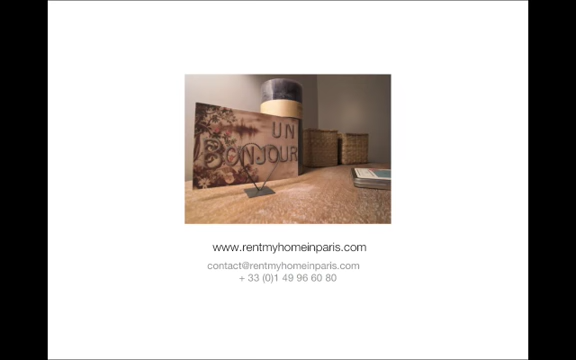 UN
BONJOUR
www.rentmyhomeinparis.com
contact@rentmyhomeinparis.com
+ 33 (0)1 49 96 60 80